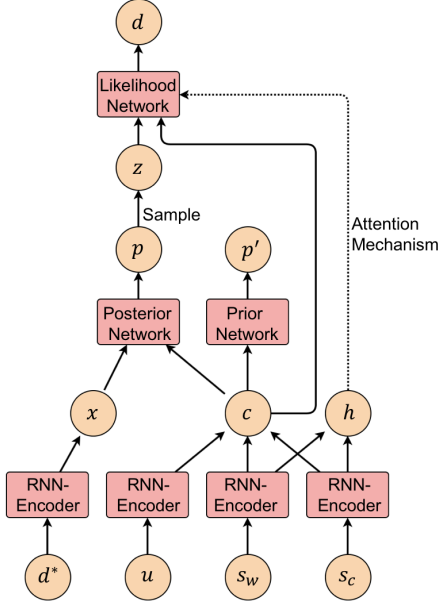 d
Likelihood
Network
z
Sample
p
p′
Attention
Mechanism
Posterior
Network
Prior
Network
x
c
h
RNN-
Encoder
RNN-
Encoder
RNN-
Encoder
RNN-
Encoder
d*
u
s_w
s_c